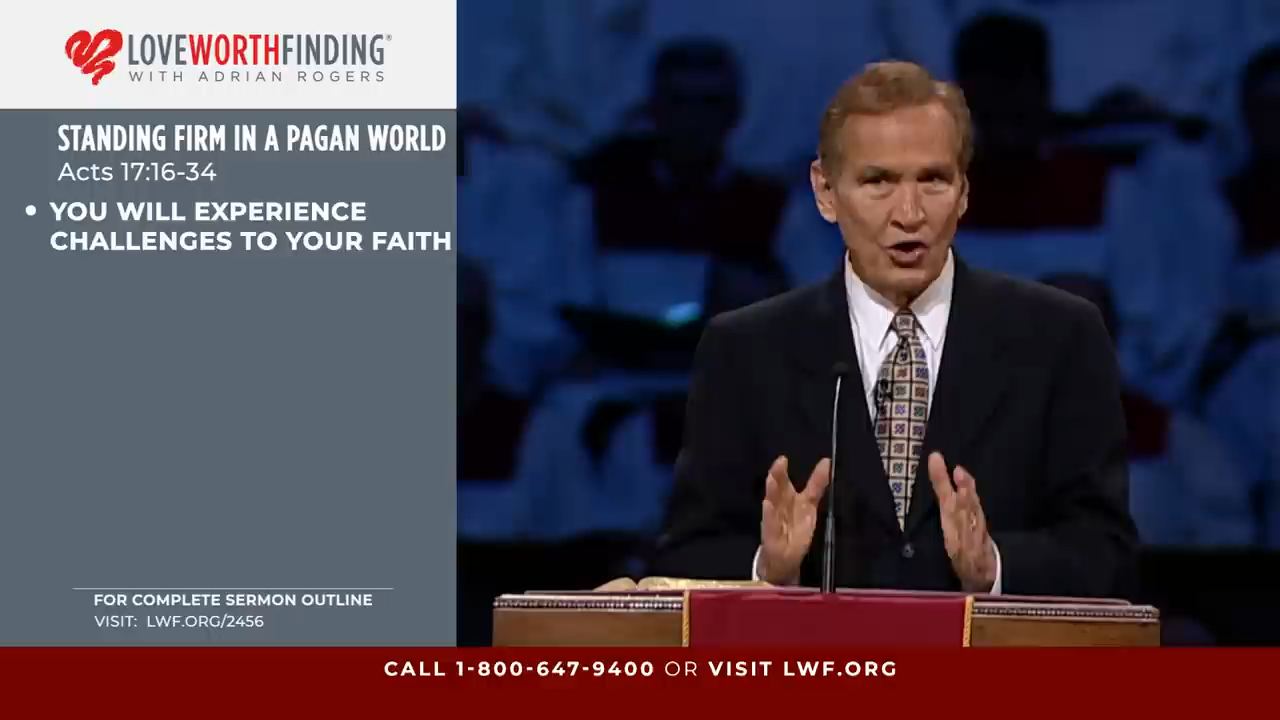 LOVEWORTHFINDING®
WITH ADRIAN ROGERS
STANDING FIRM IN A PAGAN WORLD
Acts 17:16-34
• YOU WILL EXPERIENCE
CHALLENGES TO YOUR FAITH
FOR COMPLETE SERMON OUTLINE
VISIT: LWF.ORG/2456
CALL 1-800-647-9400 OR VISIT LWF.ORG